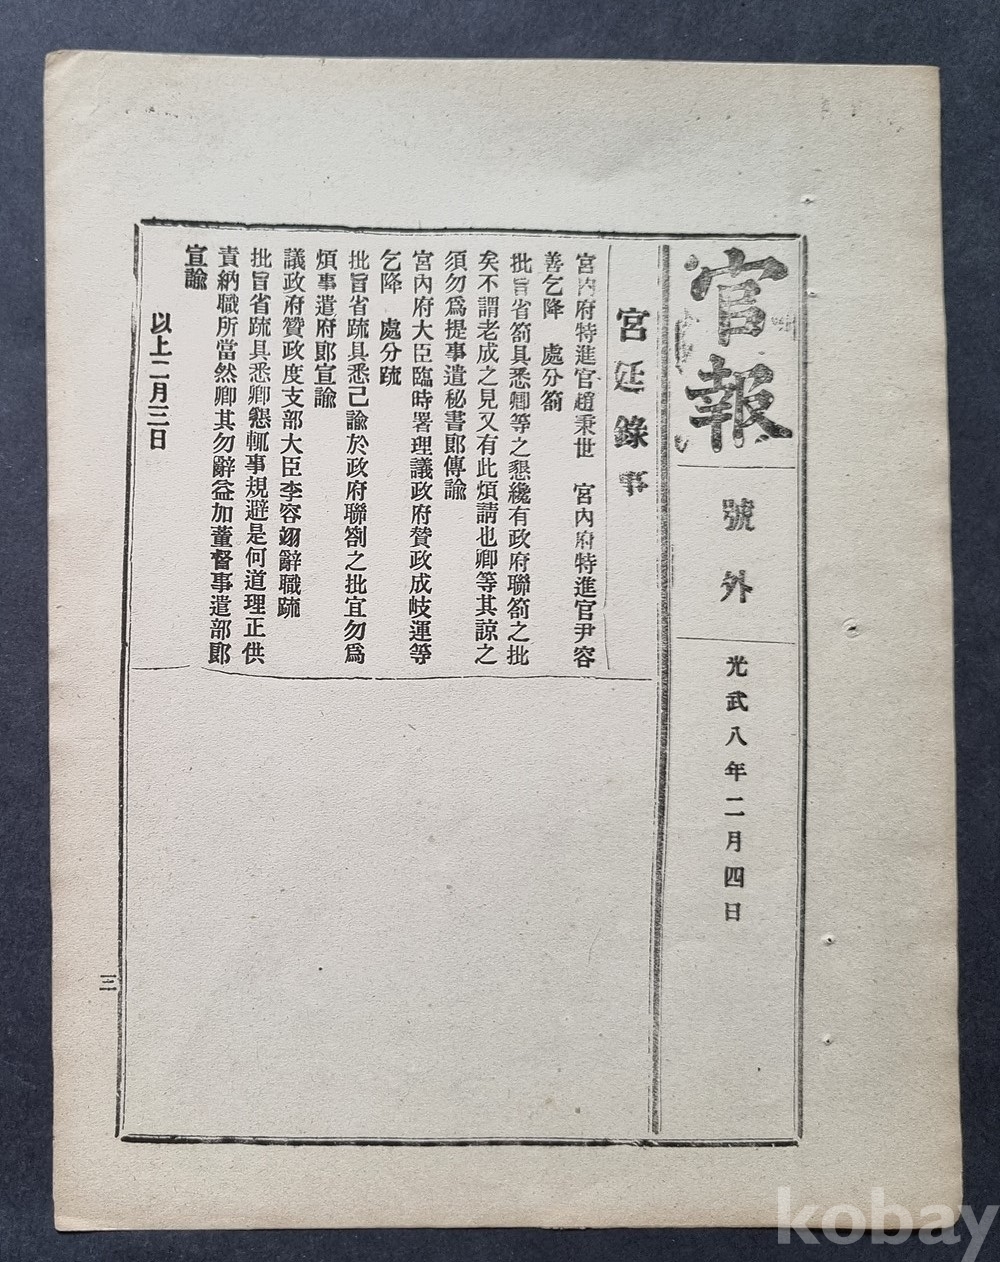 官報
號外
光武八年二月四日
宮廷錄事
宮內府特進官趙秉世　宮內府特進官尹容
善乞降　處分箚
批旨省箚具悉卿等之懇纔有政府聯箚之批
矣不謂老成之見又有此煩請也卿等其諒之
須勿爲提事遣秘書郞傳諭
宮內府大臣臨時署理議政府贊政成岐運等
乞降　處分疏
批旨省疏具悉已諭於政府聯箚之批宜勿爲
煩事遣府郞宣諭
議政府贊政度支部大臣李容翊辭職疏
批旨省疏具悉卿懇輒事規避是何道理正供
責納職所當然卿其勿辭益加董督事遣部郞
宣諭
以上二月三日
三
kobay